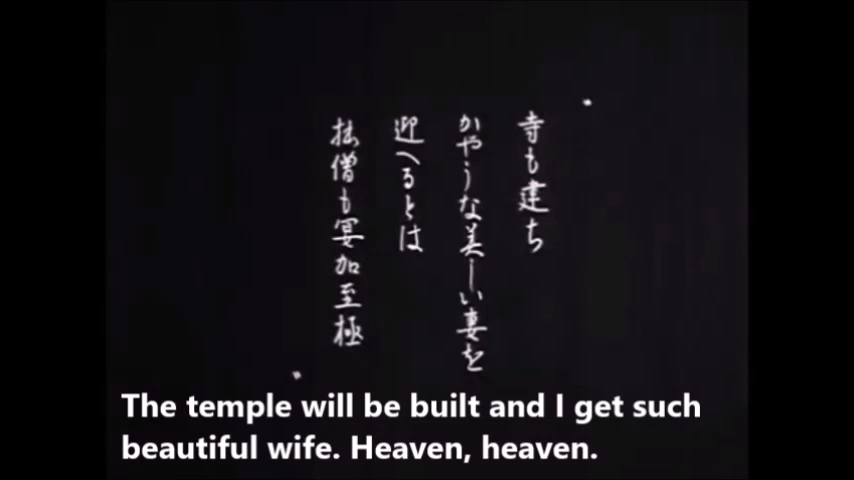 寺も建ち
かやうな美しい妻を
迎へるとは
拙僧も冥加至極
The temple will be built and I get such
beautiful wife. Heaven, heaven.